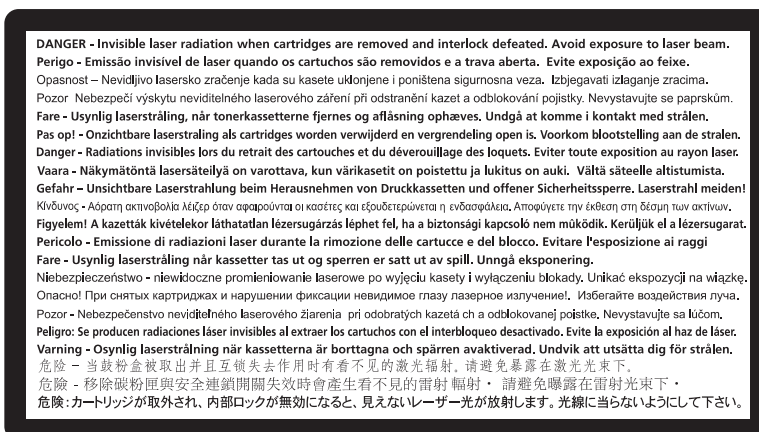 DANGER - Invisible laser radiation when cartridges are removed and interlock defeated. Avoid exposure to laser beam.
Perigo - Emissão invisível de laser quando os cartuchos são removidos e a trava aberta. Evite exposição ao feixe.
Opasnost – Nevidljivo lasersko zračenje kada su kasete uklonjene i poništena sigurnosna veza. Izbjegavati izlaganje zracima.
Pozor  Nebezpečí výskytu neviditelného laserového záření při odstranění kazet a odblokování pojistky. Nevystavujte se paprskům.
Fare - Usynlig laserstråling, når tonerkassetterne fjernes og aflåsning ophæves. Undgå at komme i kontakt med strålen.
Pas op! - Onzichtbare laserstraling als cartridges worden verwijderd en vergrendeling open is. Voorkom blootstelling aan de stralen.
Danger - Radiations invisibles lors du retrait des cartouches et du déverouillage des loquets. Eviter toute exposition au rayon laser.
Vaara - Näkymätöntä lasersäteilyä on varottava, kun värikasetit on poistettu ja lukitus on auki. Vältä säteelle altistumista.
Gefahr – Unsichtbare Laserstrahlung beim Herausnehmen von Druckkassetten und offener Sicherheitssperre. Laserstrahl meiden!
Κίνδυνος - Αόρατη ακτινοβολία λέιζερ όταν αφαιρούνται οι κασέτες και εξουδετερώνεται η ενδασφάλεια. Αποφύγετε την έκθεση στη δέσμη των ακτίνων.
Figyelem! A kazetták kivételekor láthatatlan lézersugárzás léphet fel, ha a biztonsági kapcsoló nem mûködik. Kerüljük el a lézersugarat.
Pericolo - Emissione di radiazioni laser durante la rimozione delle cartucce e del blocco. Evitare l'esposizione ai raggi
Fare - Usynlig laserstråling når kassetter tas ut og sperren er satt ut av spill. Unngå eksponering.
Niebezpieczeństwo - niewidoczne promieniowanie laserowe po wyjęciu kasety i wyłączeniu blokady. Unikać ekspozycji na wiązkę.
Опасно! При снятых картриджах и нарушении фиксации невидимое глазу лазерное излучение!. Избегайте воздействия луча.
Pozor - Nebezpečenstvo neviditeľného laserového žiarenia  pri odobratých kazetá ch a odblokovanej poistke. Nevystavujte sa lúčom.
Peligro: Se producen radiaciones láser invisibles al extraer los cartuchos con el interbloqueo desactivado. Evite la exposición al haz de láser.
Varning - Osynlig laserstrålning när kassetterna är borttagna och spärren avaktiverad. Undvik att utsätta dig för strålen.
危险 – 当鼓粉盒被取出并且互锁失去作用时有看不见的激光辐射. 请避免暴露在激光光束下。
危險 - 移除碳粉匣與安全連鎖開關失效時會產生看不見的雷射 輻射・ 請避免曝露在雷射光束下・
危険：カートリッジが取外され、内部ロックが無効になると、見えないレーザー光が放射します。光線に当らないようにして下さい。